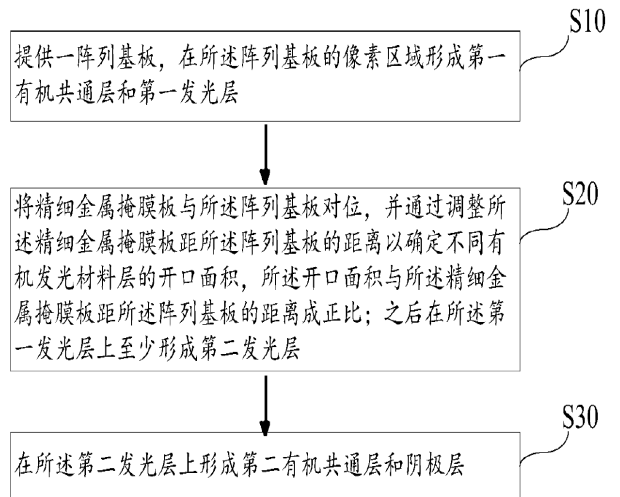 S10
提供一阵列基板，在所述阵列基板的像素区域形成第一
有机共通层和第一发光层
S20
将精细金属掩膜板与所述阵列基板对位，并通过调整所
述精细金属掩膜板距所述阵列基板的距离以确定不同有
机发光材料层的开口面积，所述开口面积与所述精细金
属掩膜板距所述阵列基板的距离成正比；之后在所述第
一发光层上至少形成第二发光层
S30
在所述第二发光层上形成第二有机共通层和阴极层